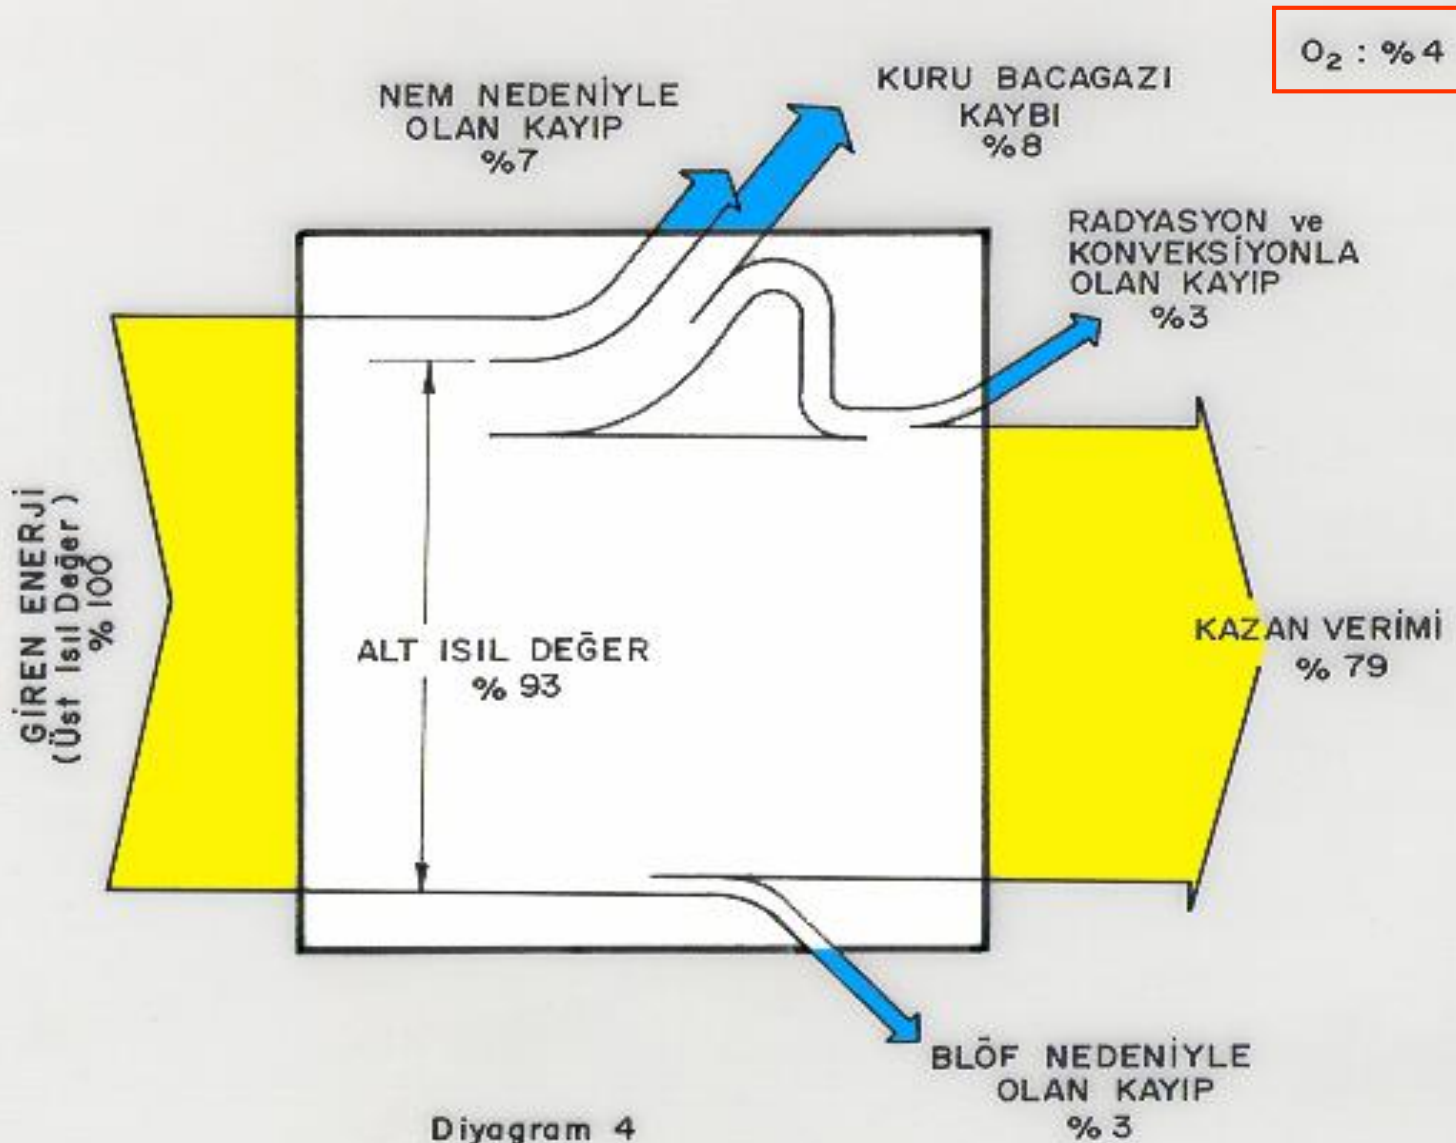 O₂ : %4
NEM NEDENİYLE
OLAN KAYIP
%7
KURU BACAGAZI
KAYBI
%8
RADYASYON ve
KONVEKSİYONLA
OLAN KAYIP
%3
GİREN ENERJİ
(Üst Isıl Değer)
% 100
ALT ISIL DEĞER
% 93
KAZAN VERİMİ
% 79
BLÖF NEDENİYLE
OLAN KAYIP
% 3
Diyagram 4